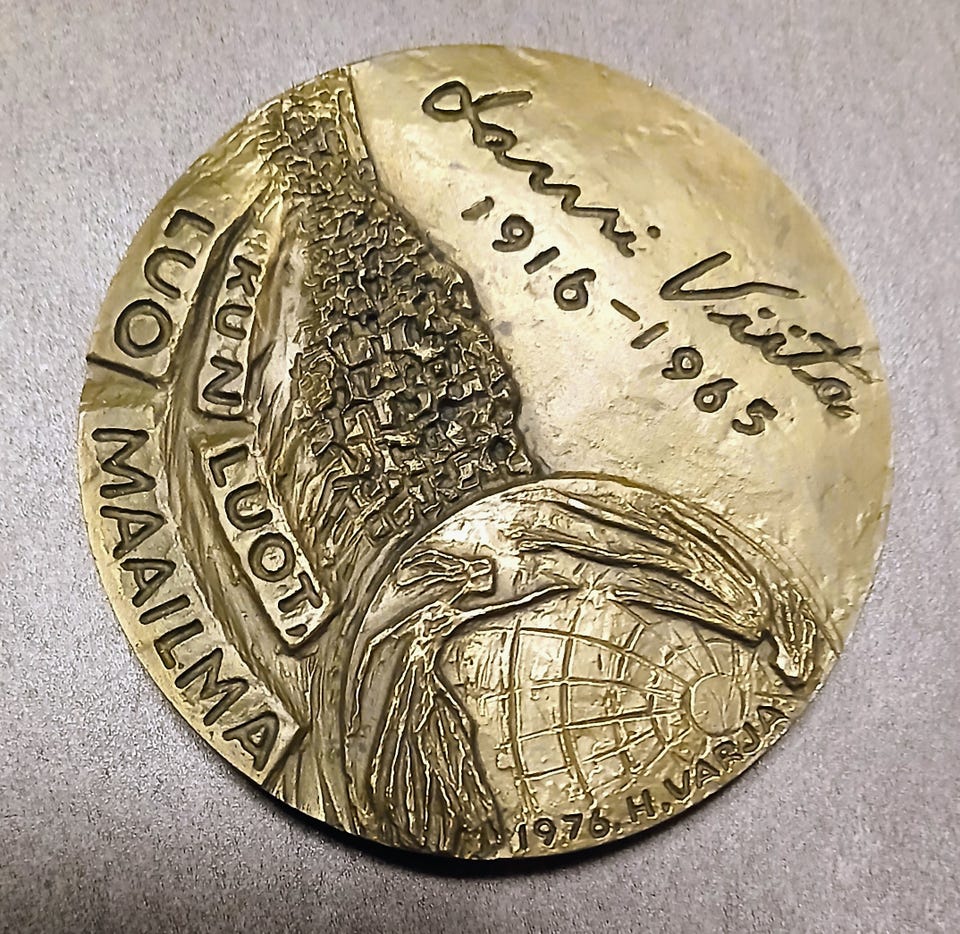 Lauri Viita
1916-1965
KUN LUOT,
LUO MAAILMA
1976. H. VARJA